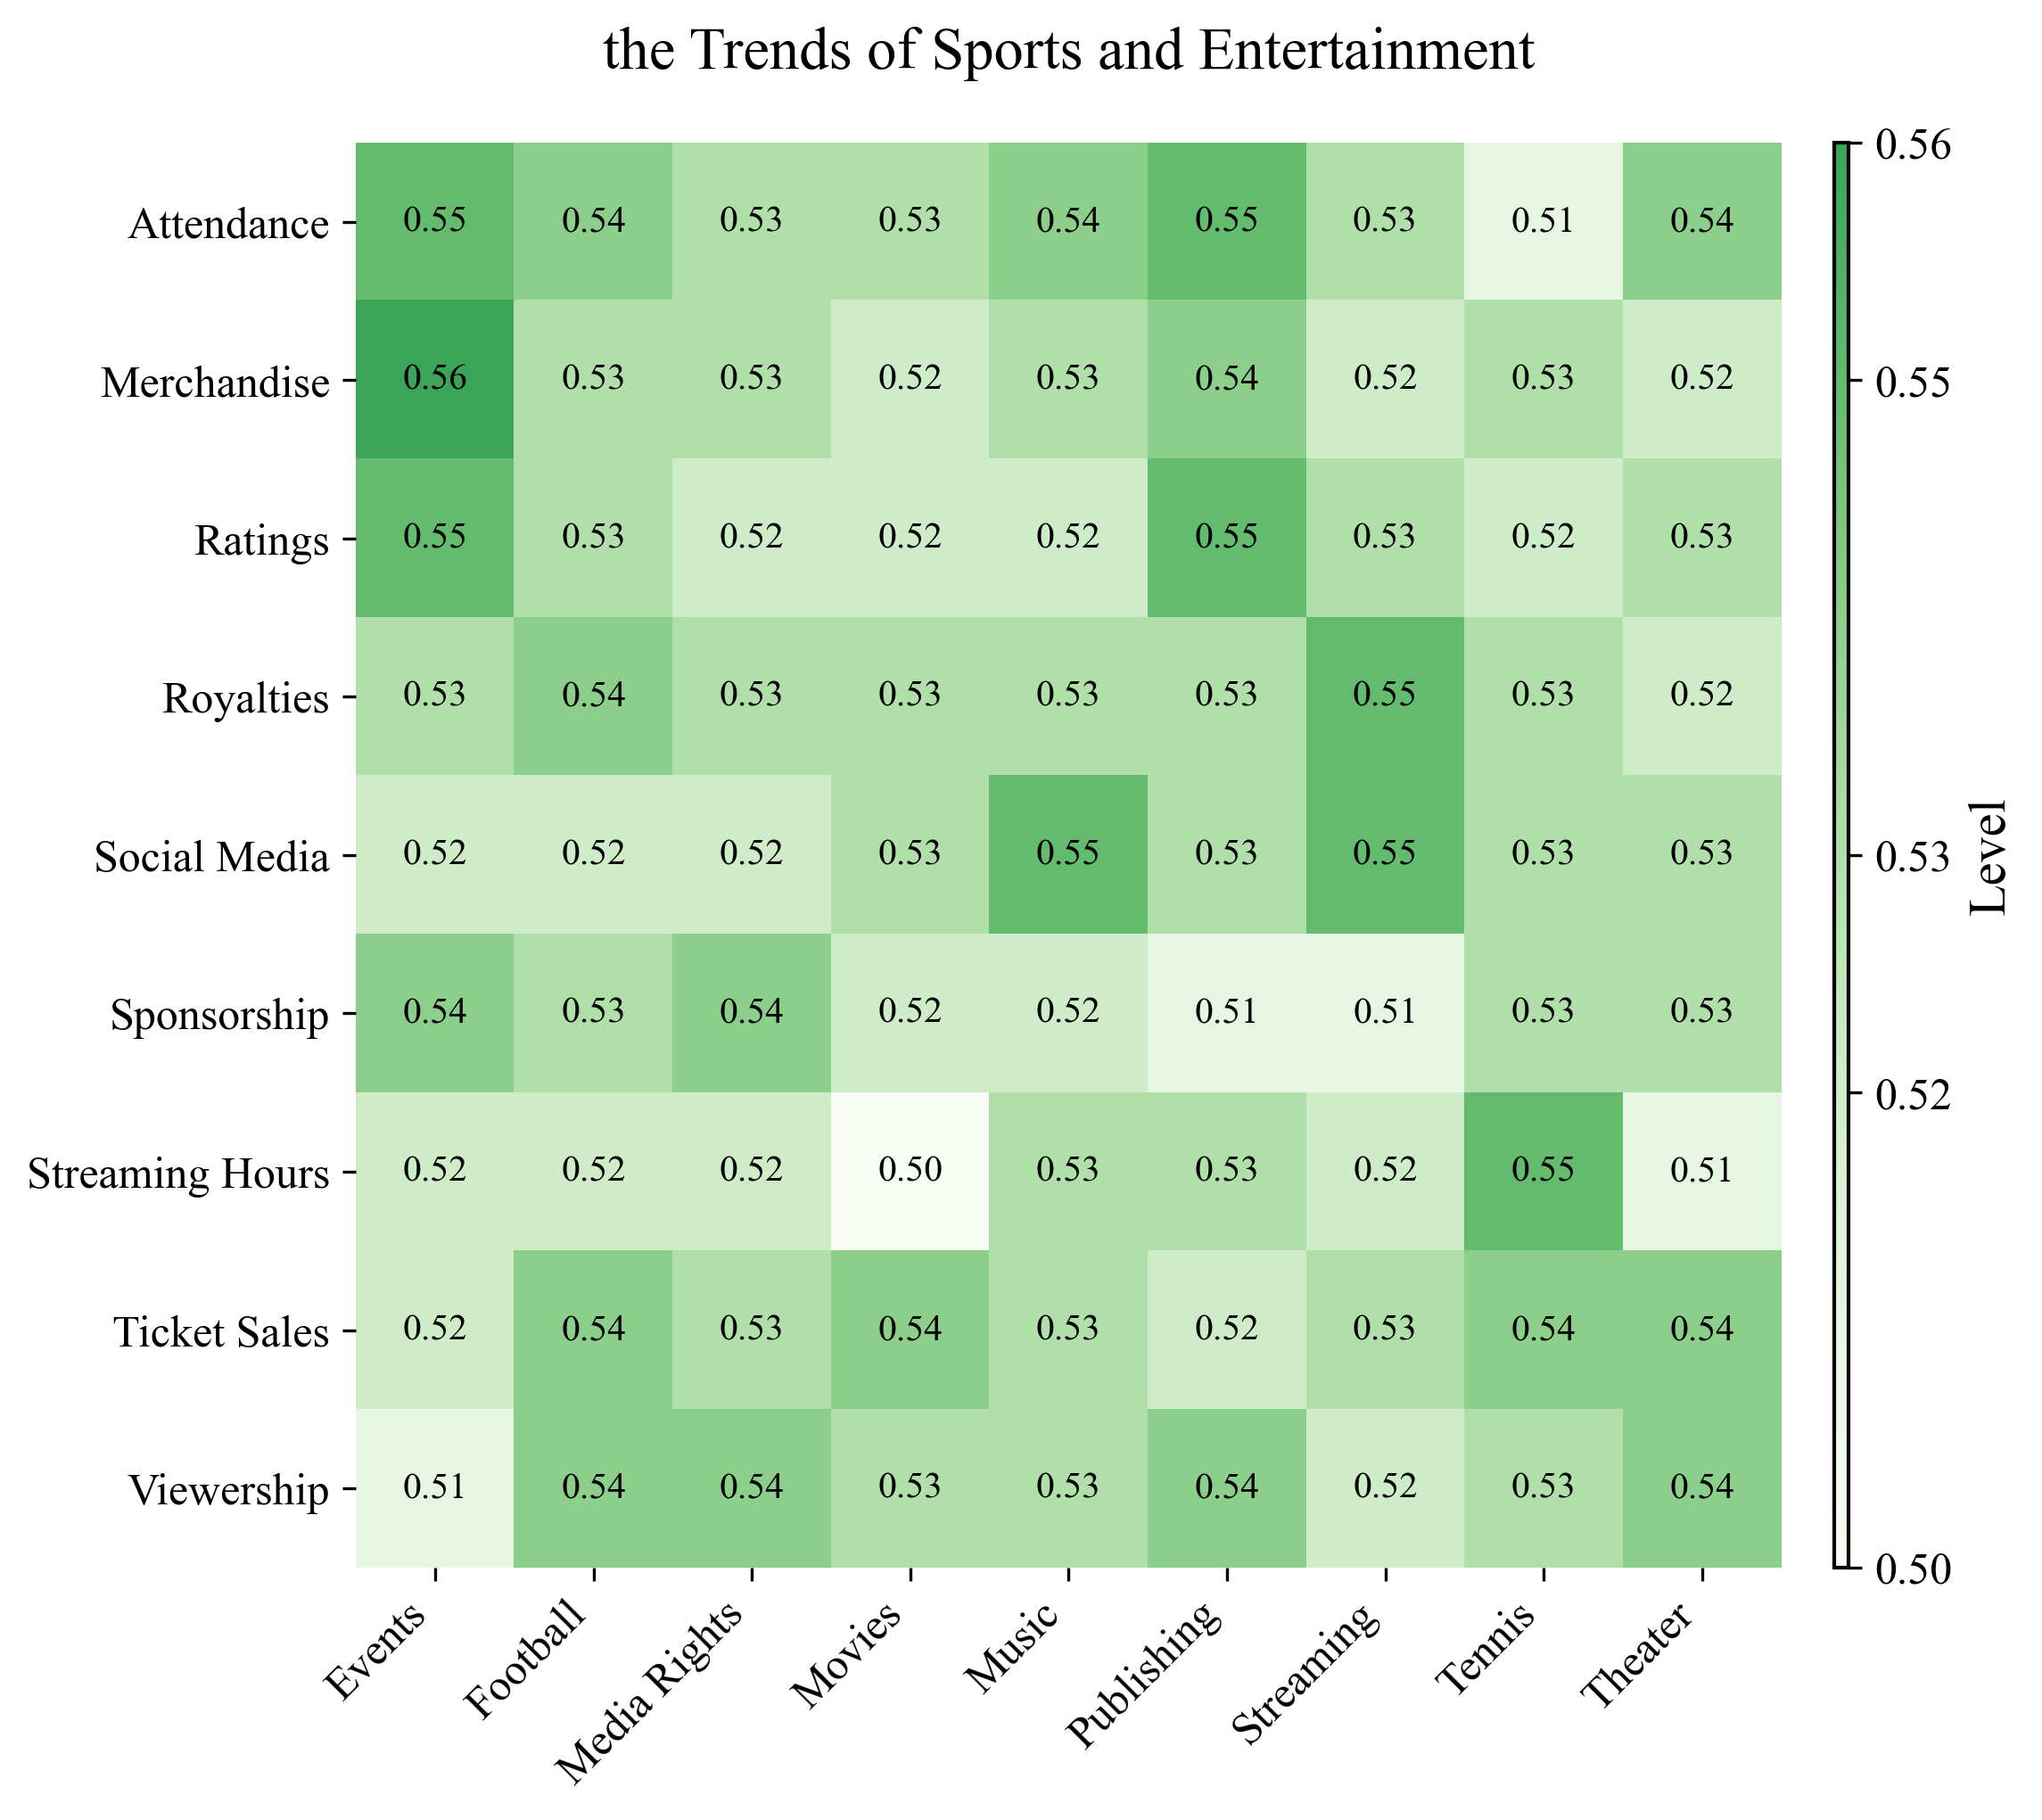 the Trends of Sports and Entertainment
Attendance 0.55 0.54 0.53 0.53 0.54 0.55 0.53 0.51 0.54
Merchandise 0.56 0.53 0.53 0.52 0.53 0.54 0.52 0.53 0.52
Ratings 0.55 0.53 0.52 0.52 0.52 0.55 0.53 0.52 0.53
Royalties 0.53 0.54 0.53 0.53 0.53 0.53 0.55 0.53 0.52
Social Media 0.52 0.52 0.52 0.53 0.55 0.53 0.55 0.53 0.53
Sponsorship 0.54 0.53 0.54 0.52 0.52 0.51 0.51 0.53 0.53
Streaming Hours 0.52 0.52 0.52 0.50 0.53 0.53 0.52 0.55 0.51
Ticket Sales 0.52 0.54 0.53 0.54 0.53 0.52 0.53 0.54 0.54
Viewership 0.51 0.54 0.54 0.53 0.53 0.54 0.52 0.53 0.54
Events Football Media Rights Movies Music Publishing Streaming Tennis Theater
0.56
0.55
0.53
0.52
0.50
Level